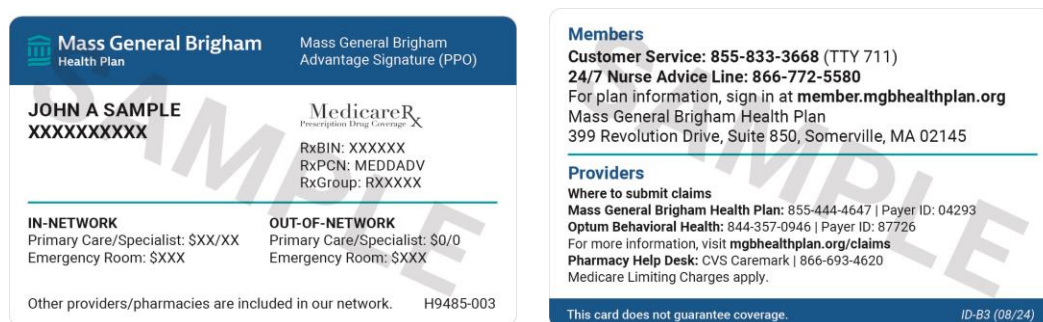 Mass General Brigham
Health Plan
Mass General Brigham
Advantage Signature (PPO)
JOHN A SAMPLE
XXXXXXXXXX
MedicareRx
Prescription Drug Coverage
RxBIN: XXXXXX
RxPCN: MEDDADV
RxGroup: RXXXXX
IN-NETWORK
Primary Care/Specialist: $XX/XX
Emergency Room: $XXX
OUT-OF-NETWORK
Primary Care/Specialist: $0/0
Emergency Room: $XXX
Other providers/pharmacies are included in our network. H9485-003
SAMPLE
Members
Customer Service: 855-833-3668 (TTY 711)
24/7 Nurse Advice Line: 866-772-5580
For plan information, sign in at member.mgbhealthplan.org
Mass General Brigham Health Plan
399 Revolution Drive, Suite 850, Somerville, MA 02145
Providers
Where to submit claims
Mass General Brigham Health Plan: 855-444-4647 | Payer ID: 04293
Optum Behavioral Health: 844-357-0946 | Payer ID: 87726
For more information, visit mgbhealthplan.org/claims
Pharmacy Help Desk: CVS Caremark | 866-693-4620
Medicare Limiting Charges apply.
This card does not guarantee coverage. ID-B3 (08/24)
SAMPLE